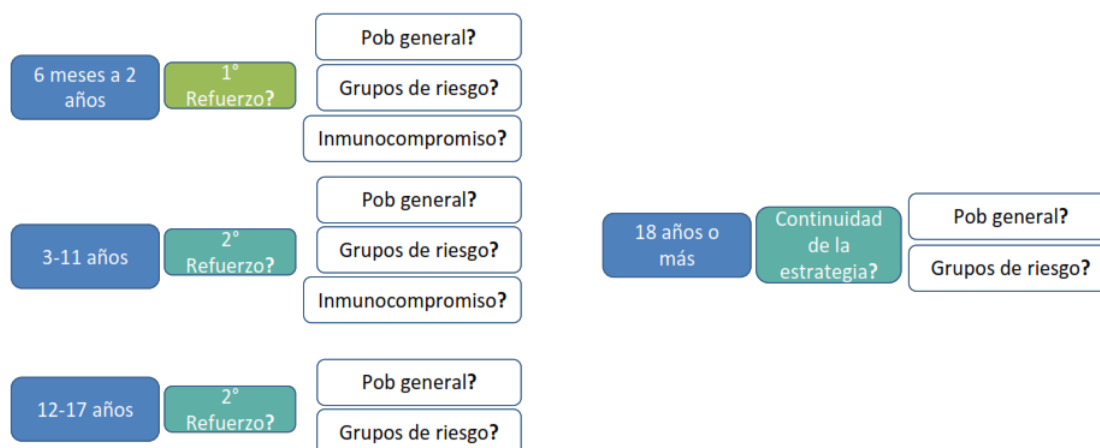 6 meses a 2
años
1°
Refuerzo?
Pob general?
Grupos de riesgo?
Inmunocompromiso?
3-11 años
2°
Refuerzo?
Pob general?
Grupos de riesgo?
Inmunocompromiso?
12-17 años
2°
Refuerzo?
Pob general?
Grupos de riesgo?
18 años o
más
Continuidad
de la
estrategia?
Pob general?
Grupos de riesgo?